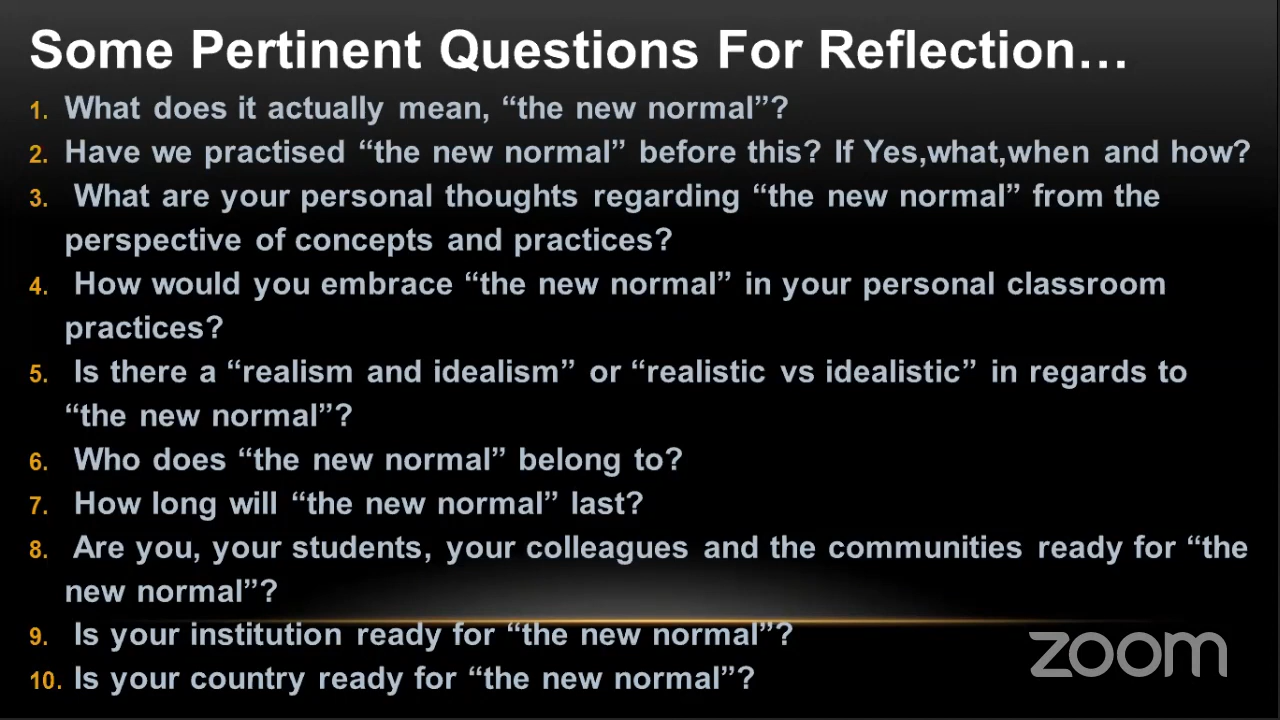 Some Pertinent Questions For Reflection…
1. What does it actually mean, “the new normal”?
2. Have we practised “the new normal” before this? If Yes,what,when and how?
3. What are your personal thoughts regarding “the new normal” from the
perspective of concepts and practices?
4. How would you embrace “the new normal” in your personal classroom
practices?
5. Is there a “realism and idealism” or “realistic vs idealistic” in regards to
“the new normal”?
6. Who does “the new normal” belong to?
7. How long will “the new normal” last?
8. Are you, your students, your colleagues and the communities ready for “the
new normal”?
9. Is your institution ready for “the new normal”?
10. Is your country ready for “the new normal”?
zoom